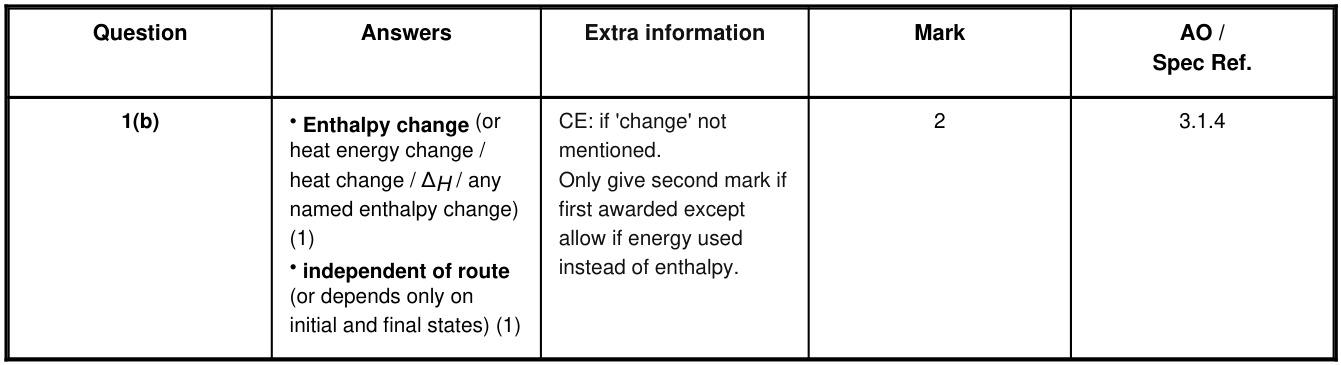 Question
Answers
Extra information
Mark
AO /
Spec Ref.
1(b)
• Enthalpy change (or
heat energy change /
heat change / ΔH / any
named enthalpy change)
(1)
• independent of route
(or depends only on
initial and final states) (1)
CE: if 'change' not
mentioned.
Only give second mark if
first awarded except
allow if energy used
instead of enthalpy.
2
3.1.4